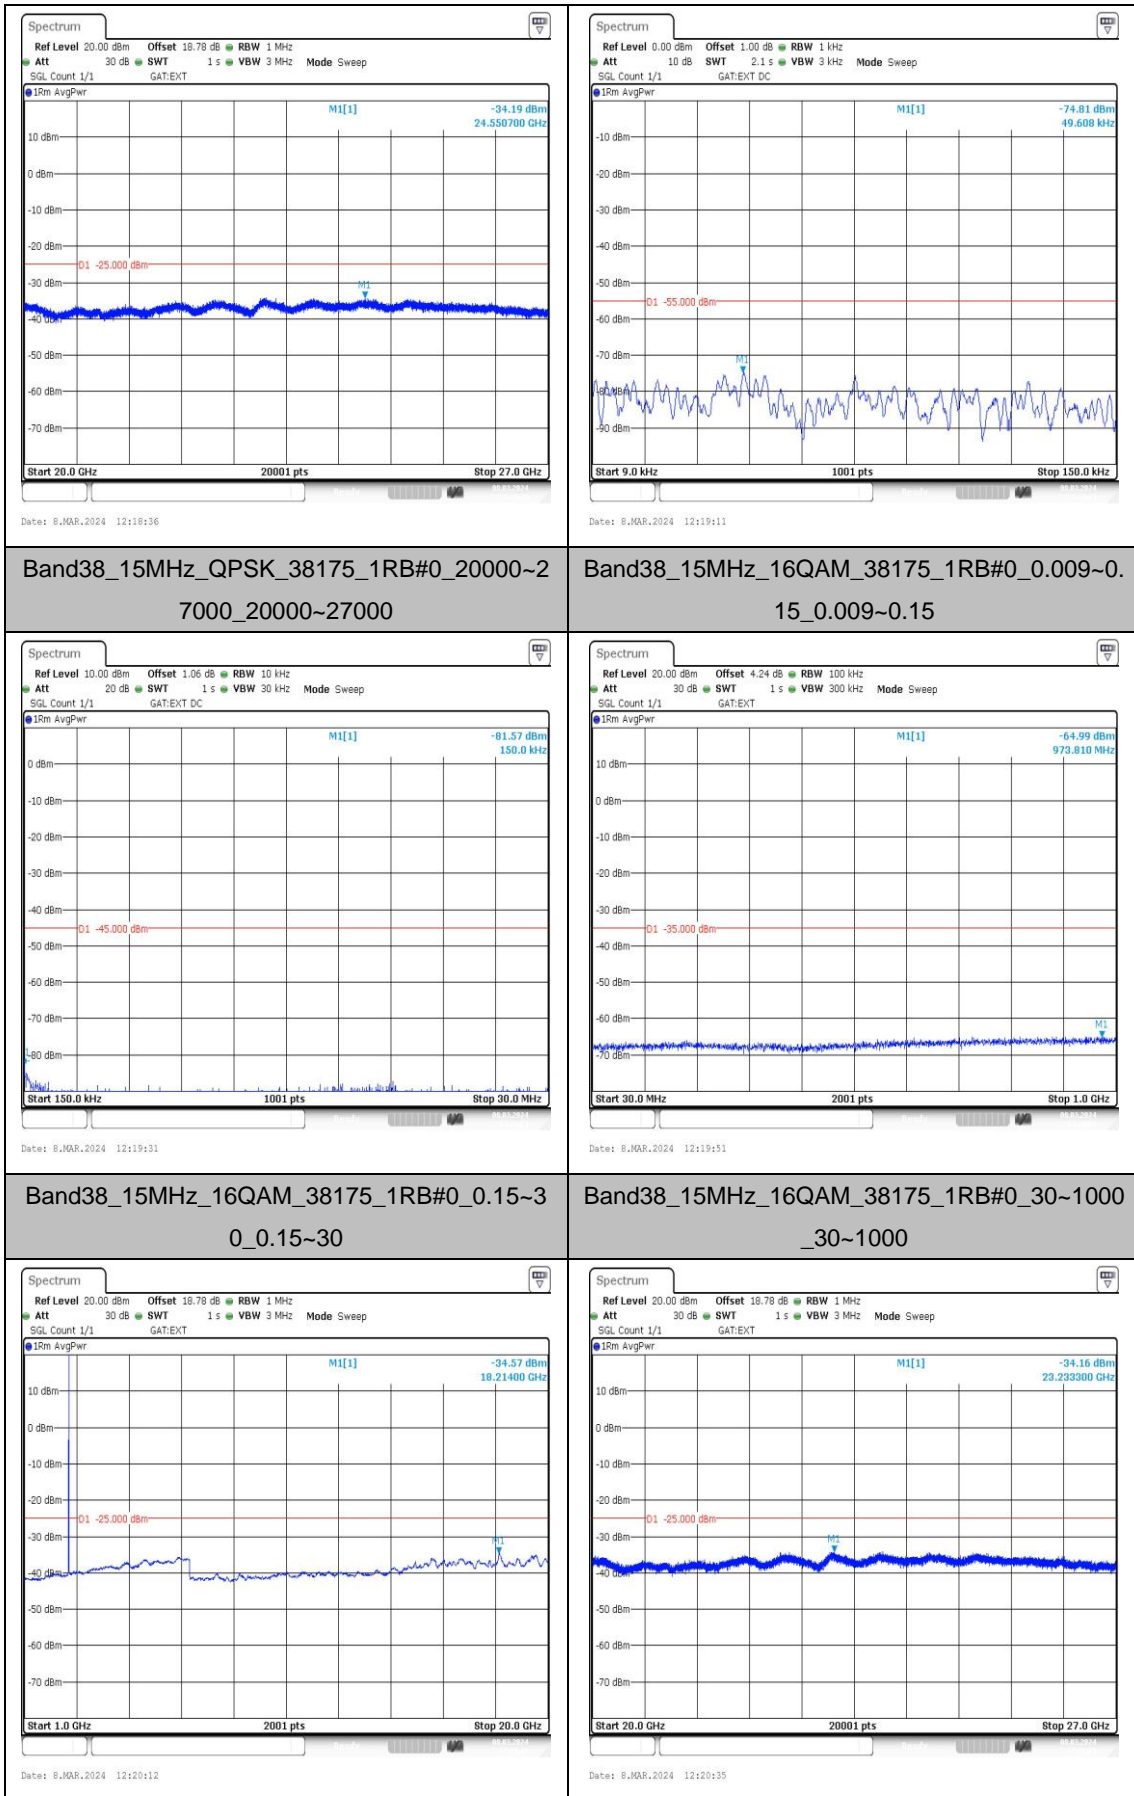 Spectrum
Ref Level 20.00 dBm Offset 18.78 dB RBW 1 MHz
Att 30 dB SWT 1 s VBW 3 MHz Mode Sweep
SGL Count 1/1 GAT:EXT
1Rm AvgPwr
M1[1] -34.19 dBm
24.550700 GHz
10 dBm
0 dBm
-10 dBm
-20 dBm
D1 -25.000 dBm
-30 dBm
M1
-40 dBm
-50 dBm
-60 dBm
-70 dBm
Start 20.0 GHz 20001 pts Stop 27.0 GHz
Date: 8.MAR.2024 12:18:36
Spectrum
Ref Level 0.00 dBm Offset 1.00 dB RBW 1 kHz
Att 10 dB SWT 2.1 s VBW 3 kHz Mode Sweep
SGL Count 1/1 GAT:EXT DC
1Rm AvgPwr
M1[1] -74.81 dBm
49.608 kHz
-10 dBm
-20 dBm
-30 dBm
-40 dBm
-50 dBm
D1 -55.000 dBm
-60 dBm
-70 dBm
M1
-80 dBm
-90 dBm
Start 9.0 kHz 1001 pts Stop 150.0 kHz
Date: 8.MAR.2024 12:19:11
Band38_15MHz_QPSK_38175_1RB#0_20000~2
7000_20000~27000
Band38_15MHz_16QAM_38175_1RB#0_0.009~0.
15_0.009~0.15
Spectrum
Ref Level 10.00 dBm Offset 1.06 dB RBW 10 kHz
Att 20 dB SWT 1 s VBW 30 kHz Mode Sweep
SGL Count 1/1 GAT:EXT DC
1Rm AvgPwr
M1[1] -81.57 dBm
150.0 kHz
0 dBm
-10 dBm
-20 dBm
-30 dBm
-40 dBm
D1 -45.000 dBm
-50 dBm
-60 dBm
-70 dBm
-80 dBm
Start 150.0 kHz 1001 pts Stop 30.0 MHz
Date: 8.MAR.2024 12:19:31
Spectrum
Ref Level 20.00 dBm Offset 4.24 dB RBW 100 kHz
Att 30 dB SWT 1 s VBW 300 kHz Mode Sweep
SGL Count 1/1 GAT:EXT
1Rm AvgPwr
M1[1] -64.99 dBm
973.810 MHz
10 dBm
0 dBm
-10 dBm
-20 dBm
-30 dBm
D1 -35.000 dBm
-40 dBm
-50 dBm
-60 dBm
M1
-70 dBm
Start 30.0 MHz 2001 pts Stop 1.0 GHz
Date: 8.MAR.2024 12:19:51
Band38_15MHz_16QAM_38175_1RB#0_0.15~3
0_0.15~30
Band38_15MHz_16QAM_38175_1RB#0_30~1000
_30~1000
Spectrum
Ref Level 20.00 dBm Offset 18.78 dB RBW 1 MHz
Att 30 dB SWT 1 s VBW 3 MHz Mode Sweep
SGL Count 1/1 GAT:EXT
1Rm AvgPwr
M1[1] -34.57 dBm
18.21400 GHz
10 dBm
0 dBm
-10 dBm
-20 dBm
D1 -25.000 dBm
-30 dBm
M1
-40 dBm
-50 dBm
-60 dBm
-70 dBm
Start 1.0 GHz 2001 pts Stop 20.0 GHz
Date: 8.MAR.2024 12:20:12
Spectrum
Ref Level 20.00 dBm Offset 18.78 dB RBW 1 MHz
Att 30 dB SWT 1 s VBW 3 MHz Mode Sweep
SGL Count 1/1 GAT:EXT
1Rm AvgPwr
M1[1] -34.16 dBm
23.233300 GHz
10 dBm
0 dBm
-10 dBm
-20 dBm
D1 -25.000 dBm
-30 dBm
M1
-40 dBm
-50 dBm
-60 dBm
-70 dBm
Start 20.0 GHz 20001 pts Stop 27.0 GHz
Date: 8.MAR.2024 12:20:35